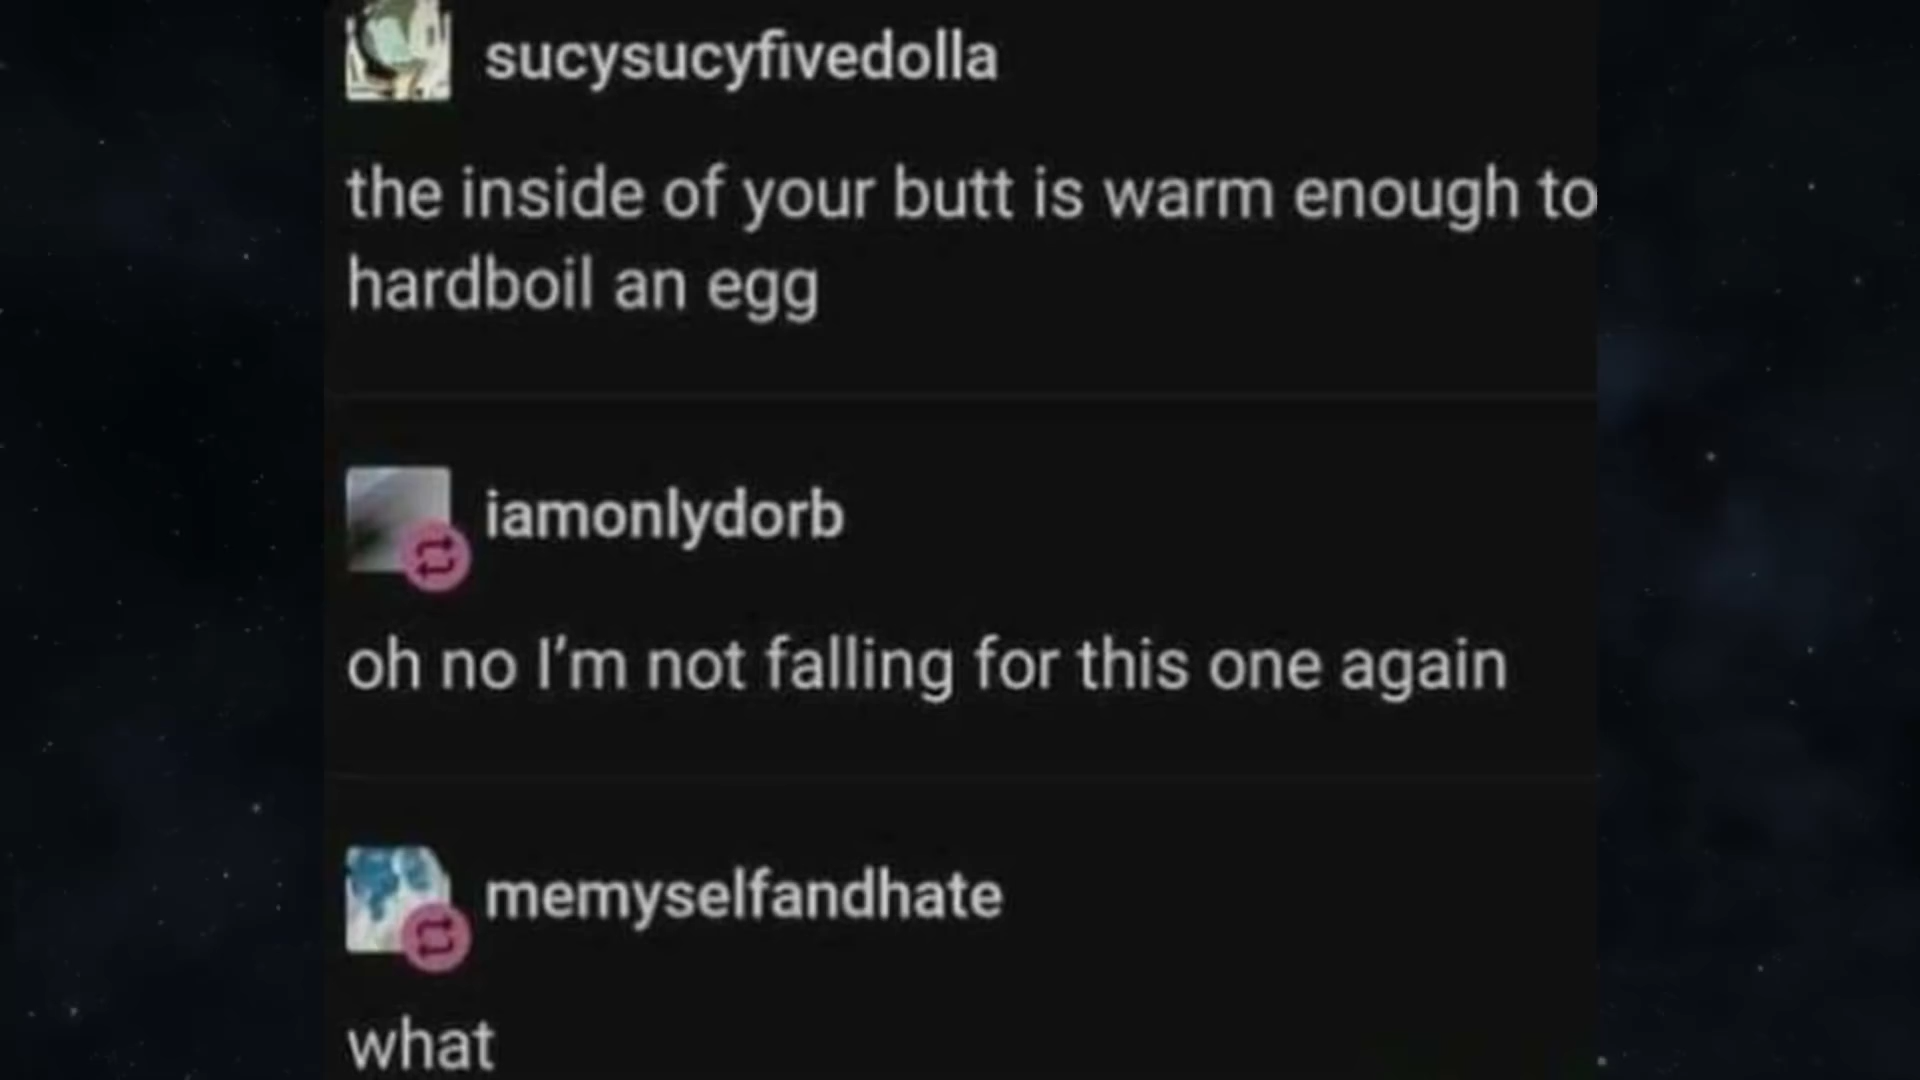 sucysucyfivedolla
the inside of your butt is warm enough to
hardboil an egg
iamonlydorb
oh no I'm not falling for this one again
memyselfandhate
what